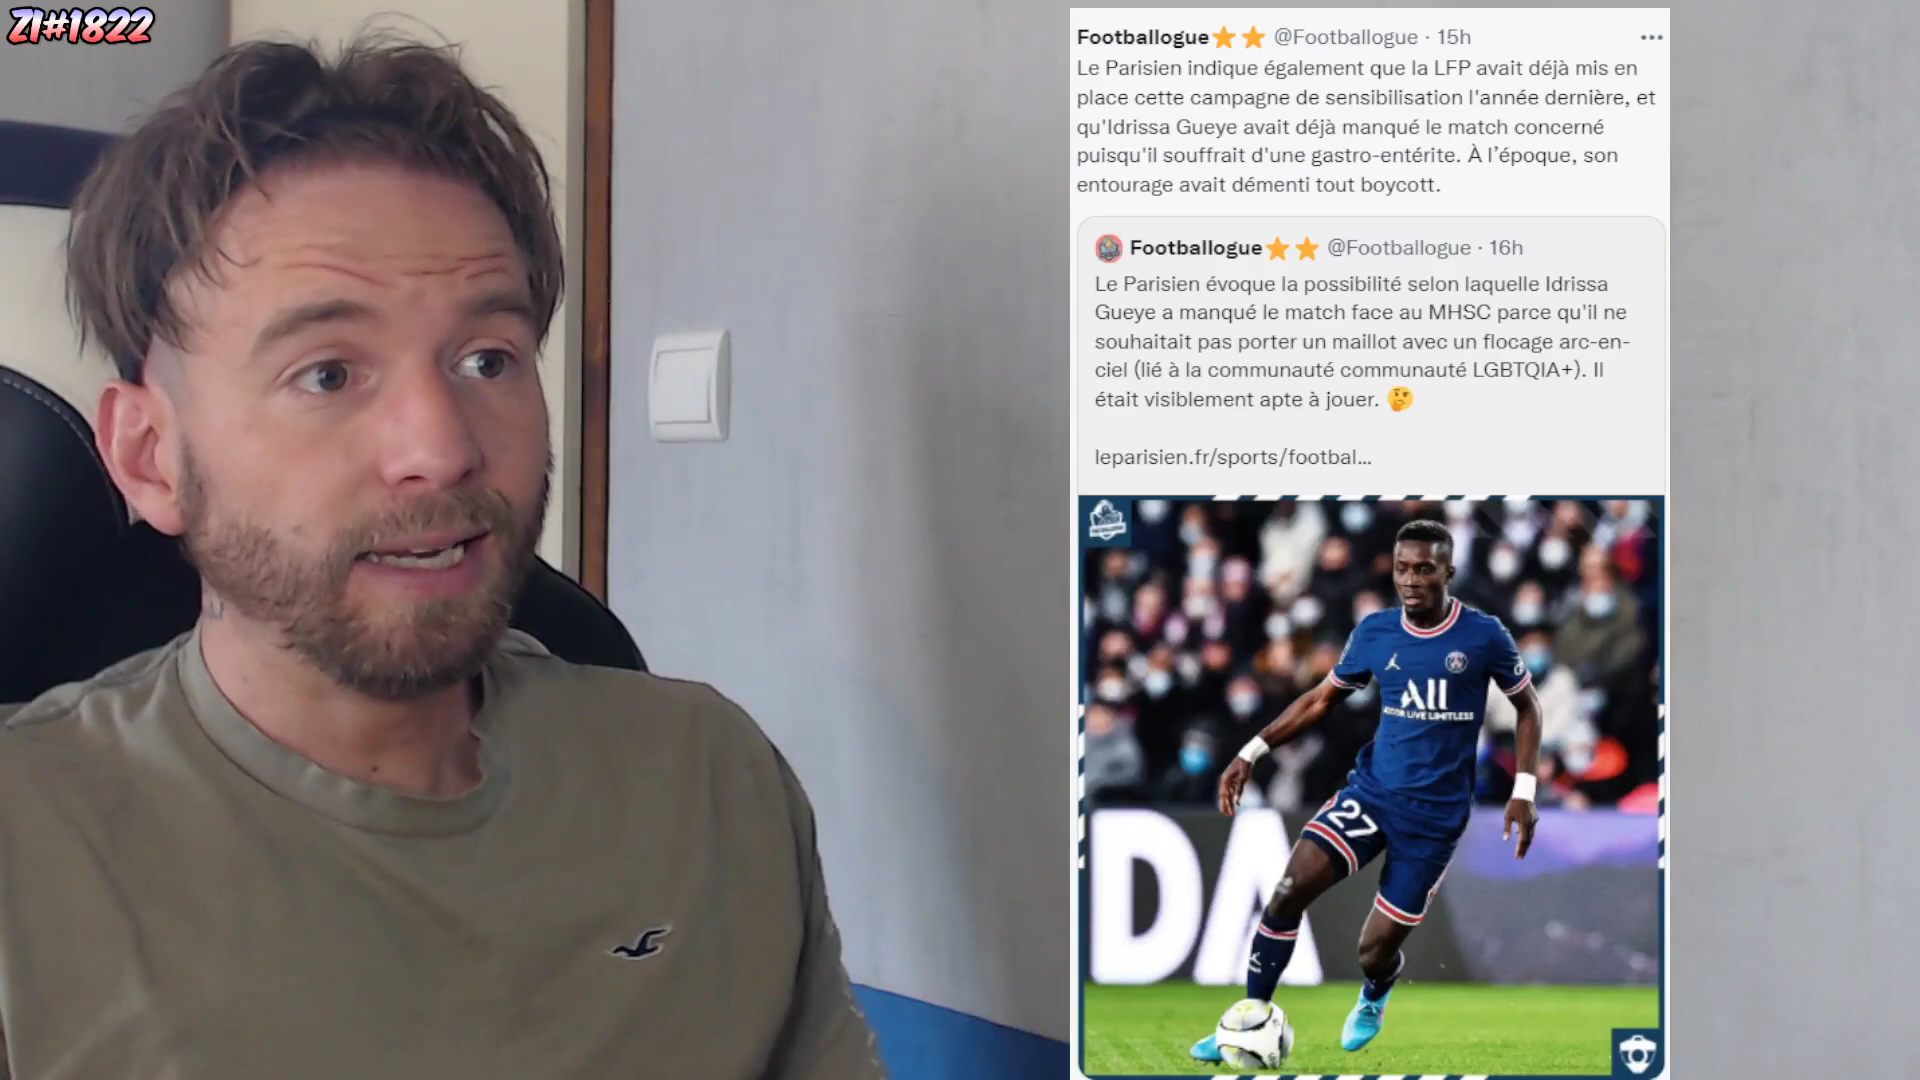 ZI#1822
Footballogue⭐⭐ @Footballogue · 15h
Le Parisien indique également que la LFP avait déjà mis en
place cette campagne de sensibilisation l'année dernière, et
qu'Idrissa Gueye avait déjà manqué le match concerné
puisqu'il souffrait d'une gastro-entérite. À l’époque, son
entourage avait démenti tout boycott.
Footballogue⭐⭐ @Footballogue · 16h
Le Parisien évoque la possibilité selon laquelle Idrissa
Gueye a manqué le match face au MHSC parce qu'il ne
souhaitait pas porter un maillot avec un flocage arc-en-
ciel (lié à la communauté communauté LGBTQIA+). Il
était visiblement apte à jouer. 🤔
leparisien.fr/sports/footbal...
ALL
ACCOR LIVE LIMITLESS
27
DA